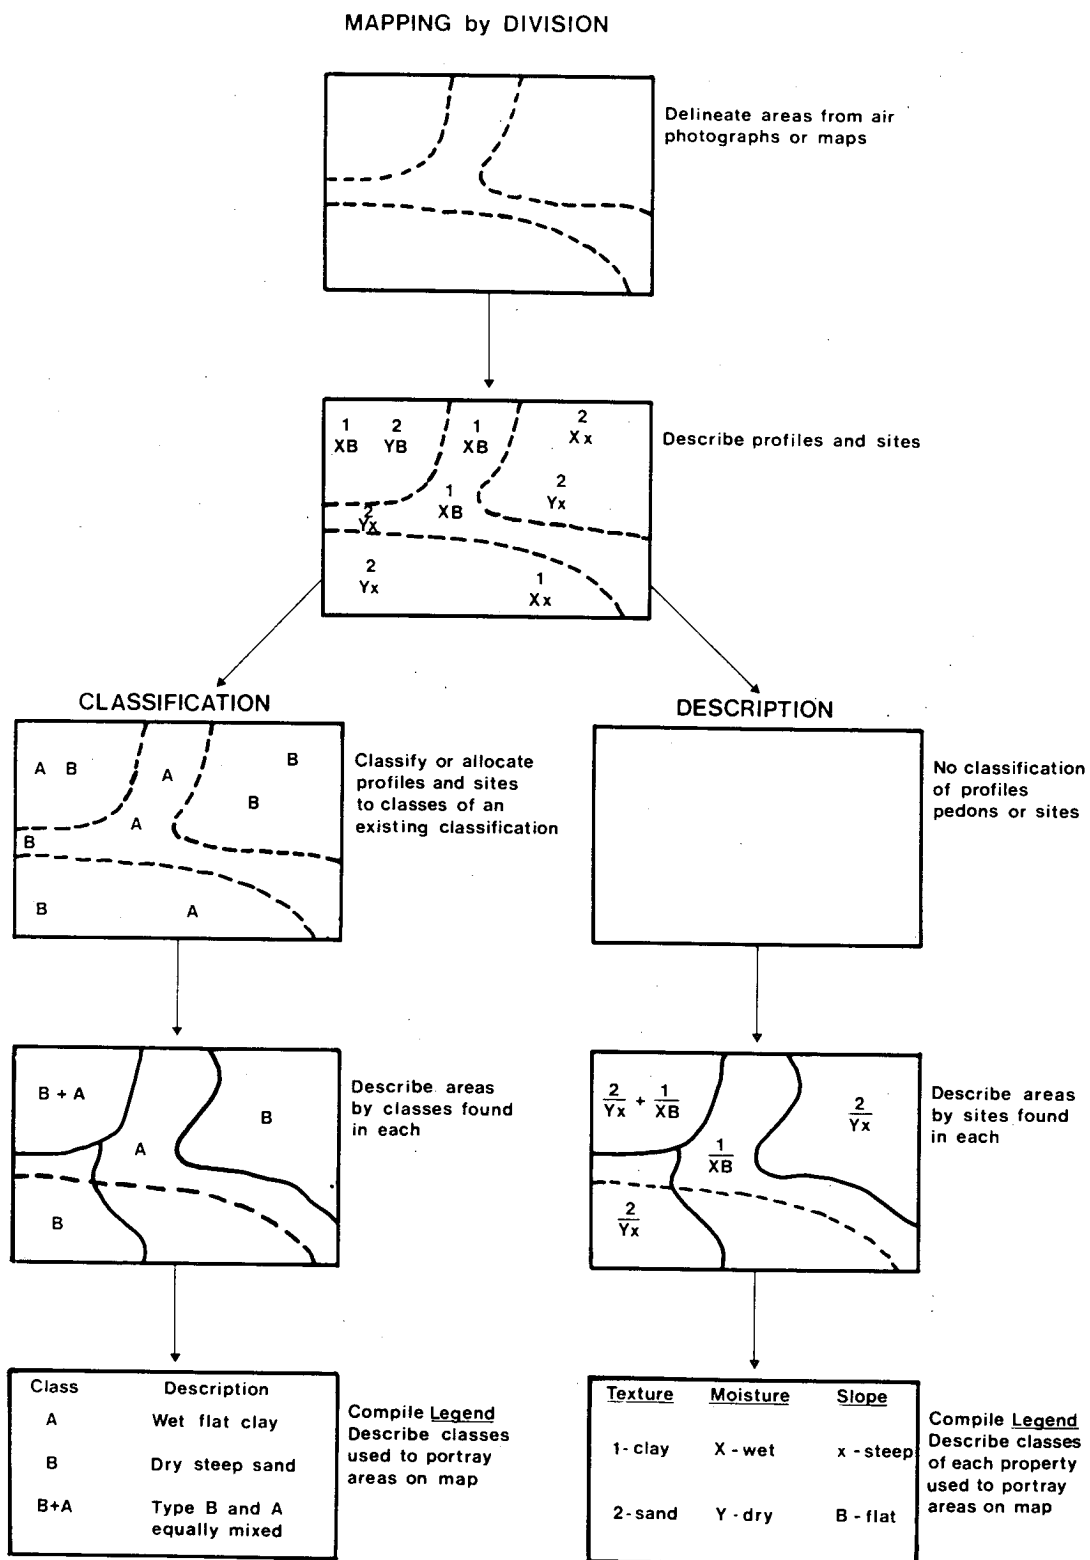 MAPPING by DIVISION
Delineate areas from air
photographs or maps
1 2 1 2
XB YB XB Xx
1 2
XB Yx
2
Yx
2 1
Yx Xx
Describe profiles and sites
CLASSIFICATION
A B A B
B
A
B
B A
Classify or allocate
profiles and sites
to classes of an
existing classification
DESCRIPTION
No classification
of profiles
pedons or sites
B + A
B
A
B
Describe areas
by classes found
in each
2/Yx + 1/XB
2/Yx
1/XB
2/Yx
Describe areas
by sites found
in each
Class Description
A Wet flat clay
B Dry steep sand
B+A Type B and A
equally mixed
Compile Legend
Describe classes
used to portray
areas on map
Texture Moisture Slope
1-clay X-wet x-steep
2-sand Y-dry B-flat
Compile Legend
Describe classes
of each property
used to portray
areas on map